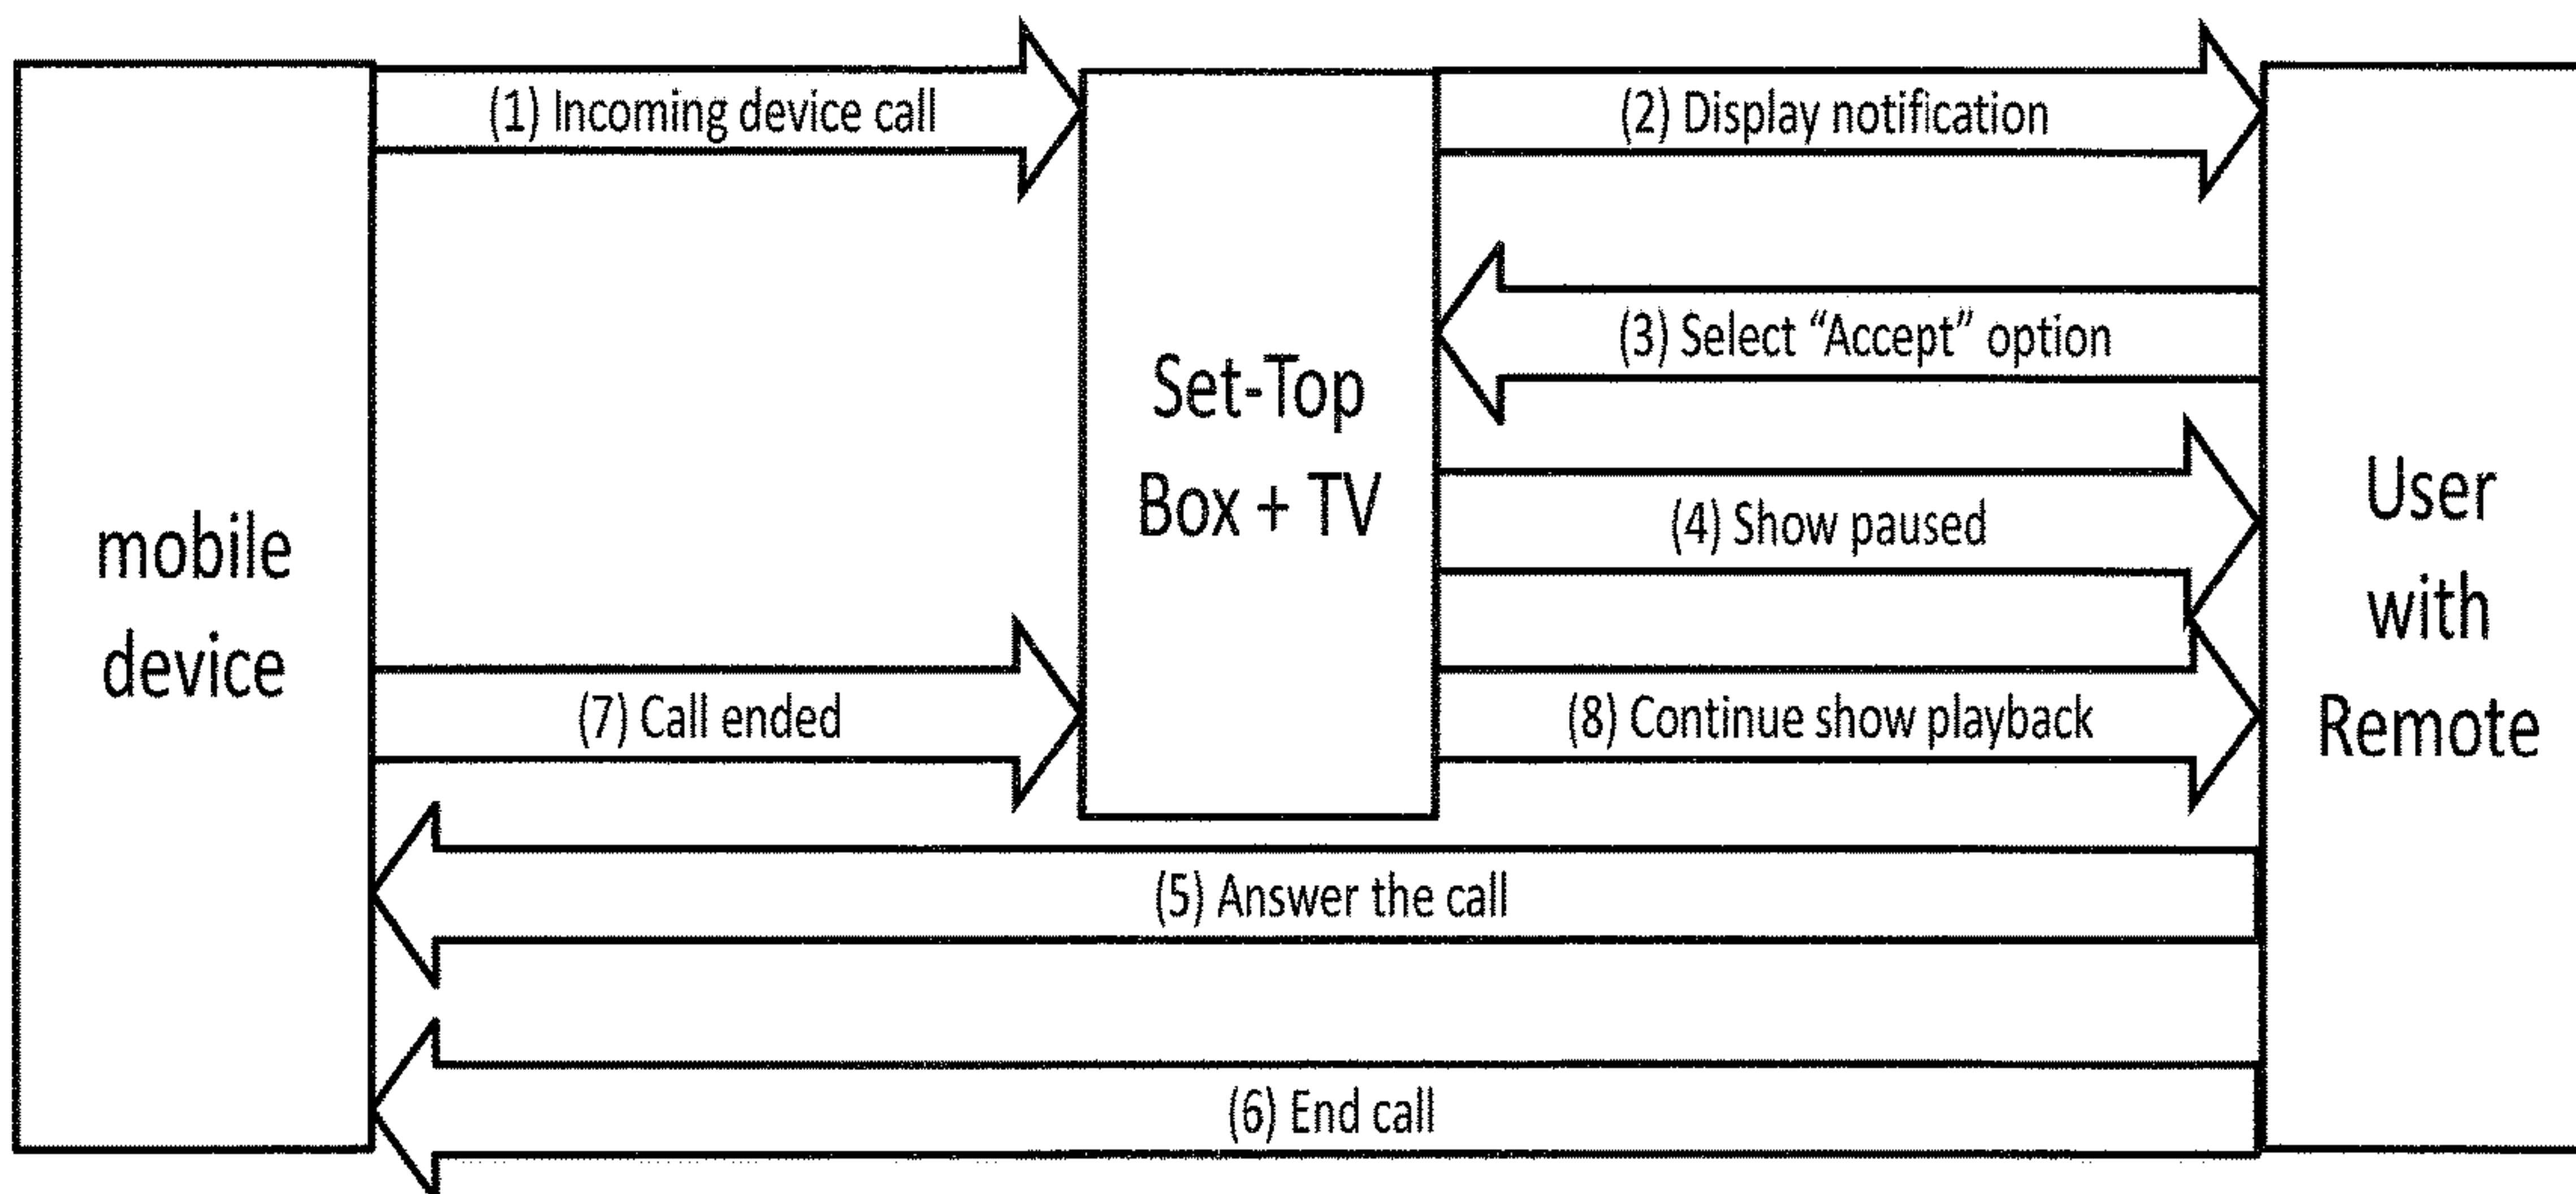 (1) Incoming device call
(2) Display notification
(3) Select “Accept” option
Set-Top
Box + TV
(4) Show paused
User
with
Remote
mobile
device
(7) Call ended
(8) Continue show playback
(5) Answer the call
(6) End call